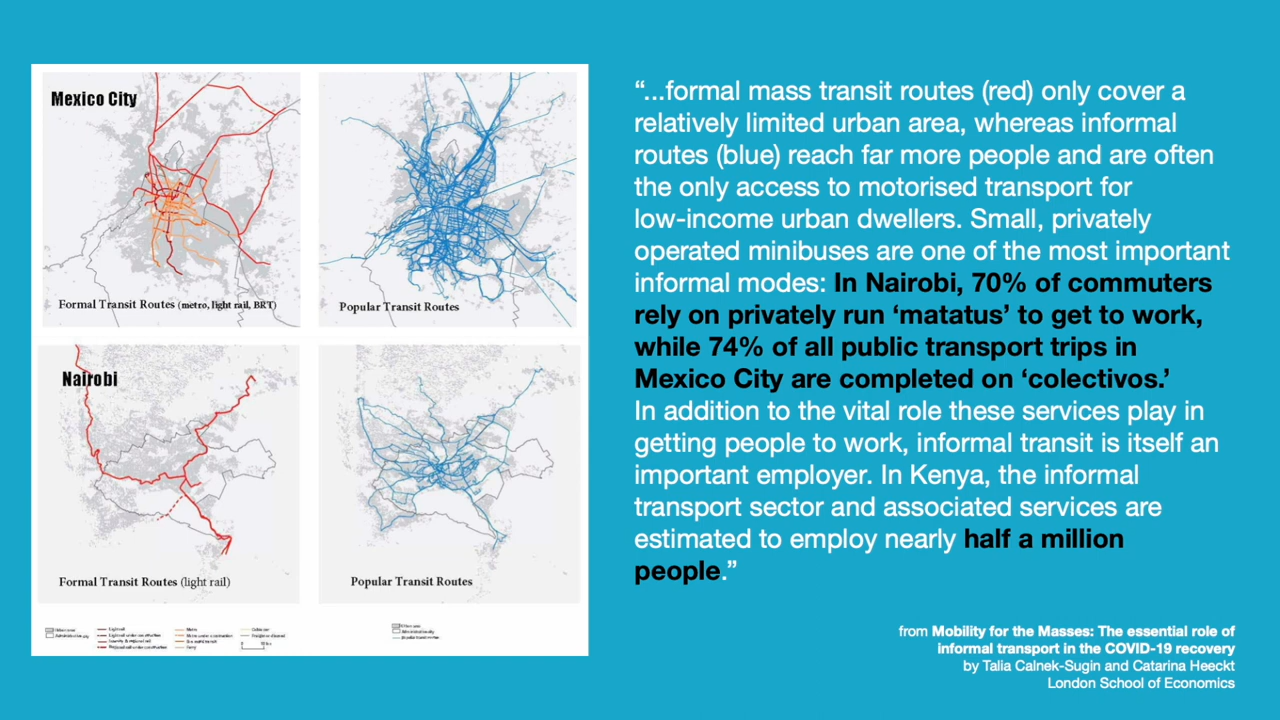 Mexico City
Formal Transit Routes (metro, light rail, BRT)
Popular Transit Routes
Nairobi
Formal Transit Routes (light rail)
Popular Transit Routes
“...formal mass transit routes (red) only cover a
relatively limited urban area, whereas informal
routes (blue) reach far more people and are often
the only access to motorised transport for
low-income urban dwellers. Small, privately
operated minibuses are one of the most important
informal modes: In Nairobi, 70% of commuters
rely on privately run ‘matatus’ to get to work,
while 74% of all public transport trips in
Mexico City are completed on ‘colectivos.’
In addition to the vital role these services play in
getting people to work, informal transit is itself an
important employer. In Kenya, the informal
transport sector and associated services are
estimated to employ nearly half a million
people.”
from Mobility for the Masses: The essential role of
informal transport in the COVID-19 recovery
by Talia Calnek-Sugin and Catarina Heeckt
London School of Economics